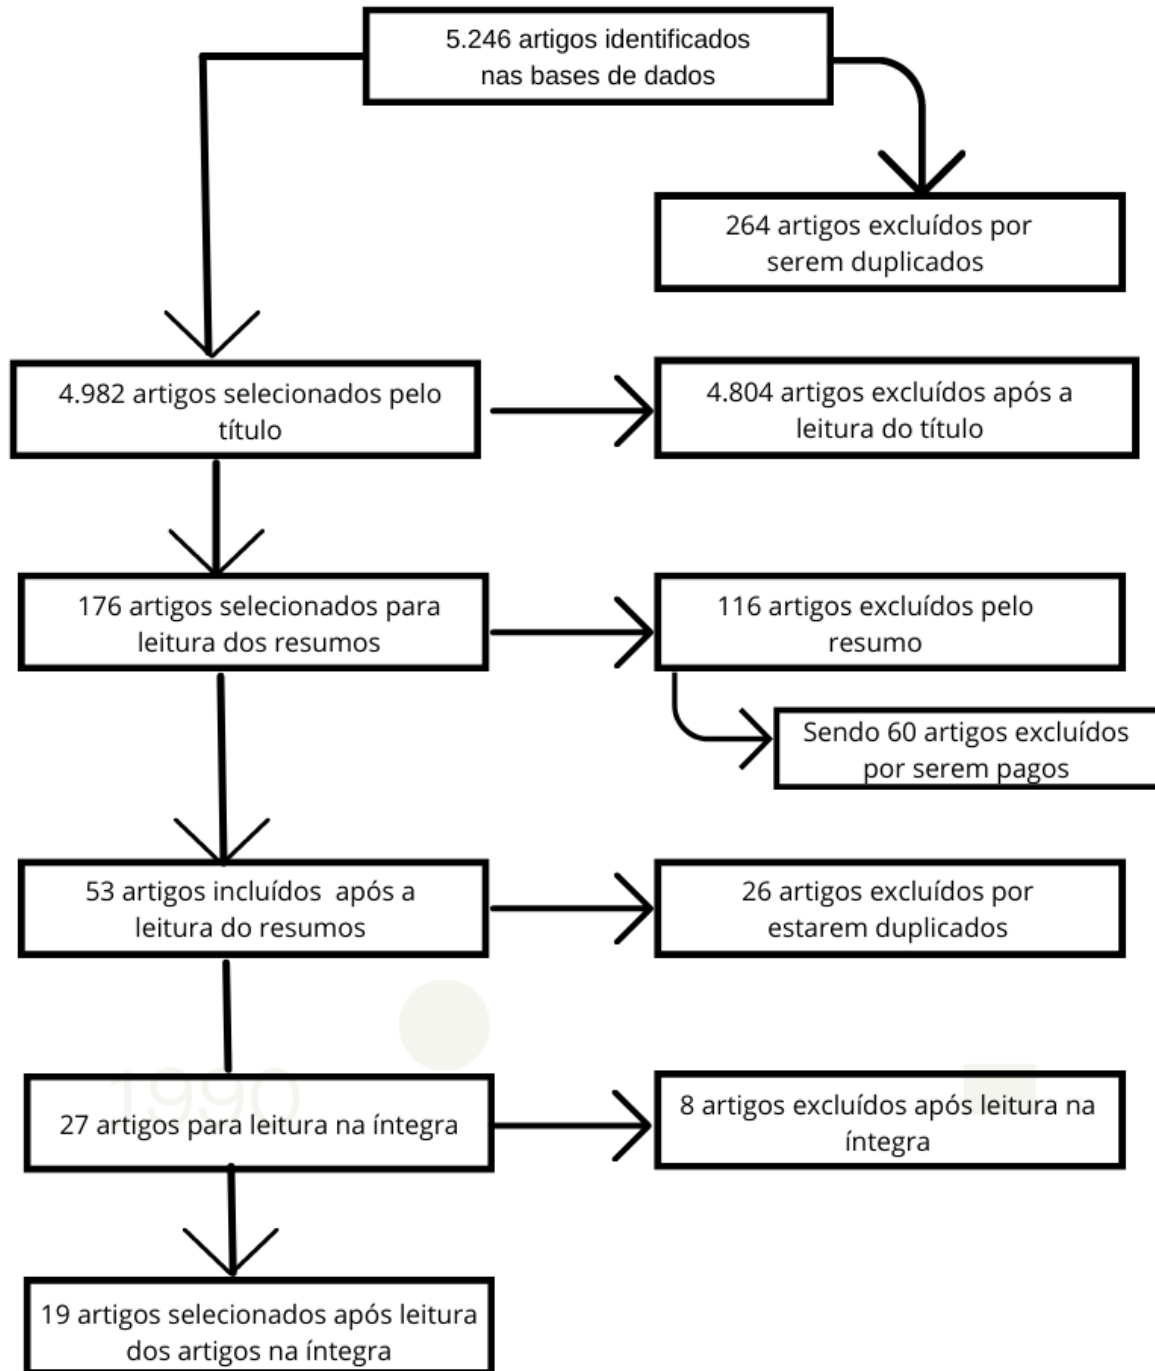 5.246 artigos identificados
nas bases de dados
264 artigos excluídos por
serem duplicados
4.982 artigos selecionados pelo
título
4.804 artigos excluídos após a
leitura do título
176 artigos selecionados para
leitura dos resumos
116 artigos excluídos pelo
resumo
Sendo 60 artigos excluídos
por serem pagos
53 artigos incluídos após a
leitura do resumos
26 artigos excluídos por
estarem duplicados
1990
27 artigos para leitura na íntegra
8 artigos excluídos após leitura na
íntegra
19 artigos selecionados após leitura
dos artigos na íntegra